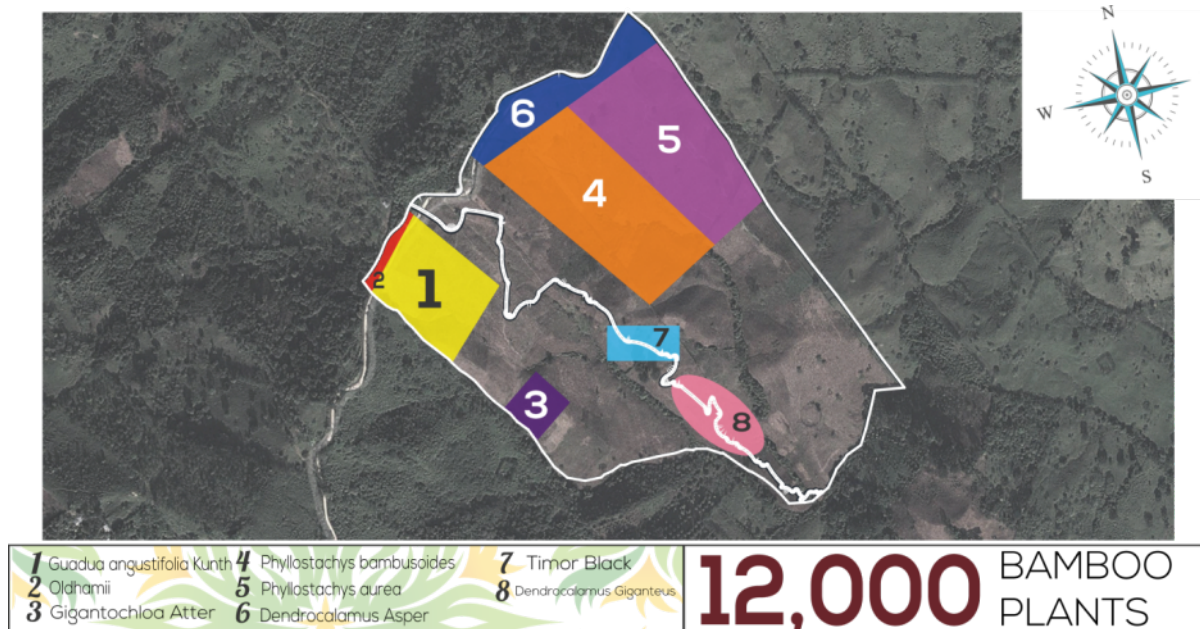 N
W
S
6
5
4
2
1
7
3
8
1 Guadua angustifolia Kunth
2 Oldhamii
3 Gigantochloa Atter
4 Phyllostachys bambusoides
5 Phyllostachys aurea
6 Dendrocalamus Asper
7 Timor Black
8 Dendrocalamus Giganteus
12,000
BAMBOO
PLANTS